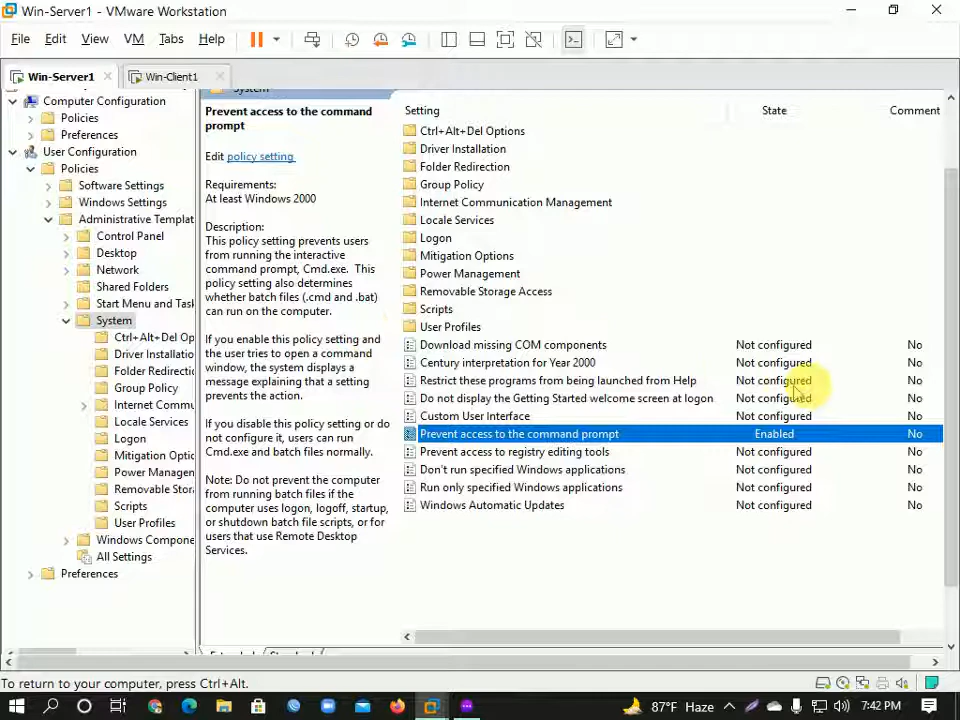 Win-Server1 - VMware Workstation
File Edit View VM Tabs Help
Win-Server1 Win-Client1
Computer Configuration
Policies
Preferences
User Configuration
Policies
Software Settings
Windows Settings
Administrative Templat
Control Panel
Desktop
Network
Shared Folders
Start Menu and Task
System
Ctrl+Alt+Del Op
Driver Installatio
Folder Redirectio
Group Policy
Internet Commu
Locale Services
Logon
Mitigation Optic
Power Managen
Removable Stora
Scripts
User Profiles
Windows Compone
All Settings
Preferences
System
Prevent access to the command
prompt
Edit policy setting
Requirements:
At least Windows 2000
Description:
This policy setting prevents users
from running the interactive
command prompt, Cmd.exe. This
policy setting also determines
whether batch files (.cmd and .bat)
can run on the computer.
If you enable this policy setting and
the user tries to open a command
window, the system displays a
message explaining that a setting
prevents the action.
If you disable this policy setting or do
not configure it, users can run
Cmd.exe and batch files normally.
Note: Do not prevent the computer
from running batch files if the
computer uses logon, logoff, startup,
or shutdown batch file scripts, or for
users that use Remote Desktop
Services.
Setting State Comment
Ctrl+Alt+Del Options
Driver Installation
Folder Redirection
Group Policy
Internet Communication Management
Locale Services
Logon
Mitigation Options
Power Management
Removable Storage Access
Scripts
User Profiles
Download missing COM components Not configured No
Century interpretation for Year 2000 Not configured No
Restrict these programs from being launched from Help Not configured No
Do not display the Getting Started welcome screen at logon Not configured No
Custom User Interface Not configured No
Prevent access to the command prompt Enabled No
Prevent access to registry editing tools Not configured No
Don't run specified Windows applications Not configured No
Run only specified Windows applications Not configured No
Windows Automatic Updates Not configured No
Extended Standard
To return to your computer, press Ctrl+Alt.
87°F Haze 7:42 PM